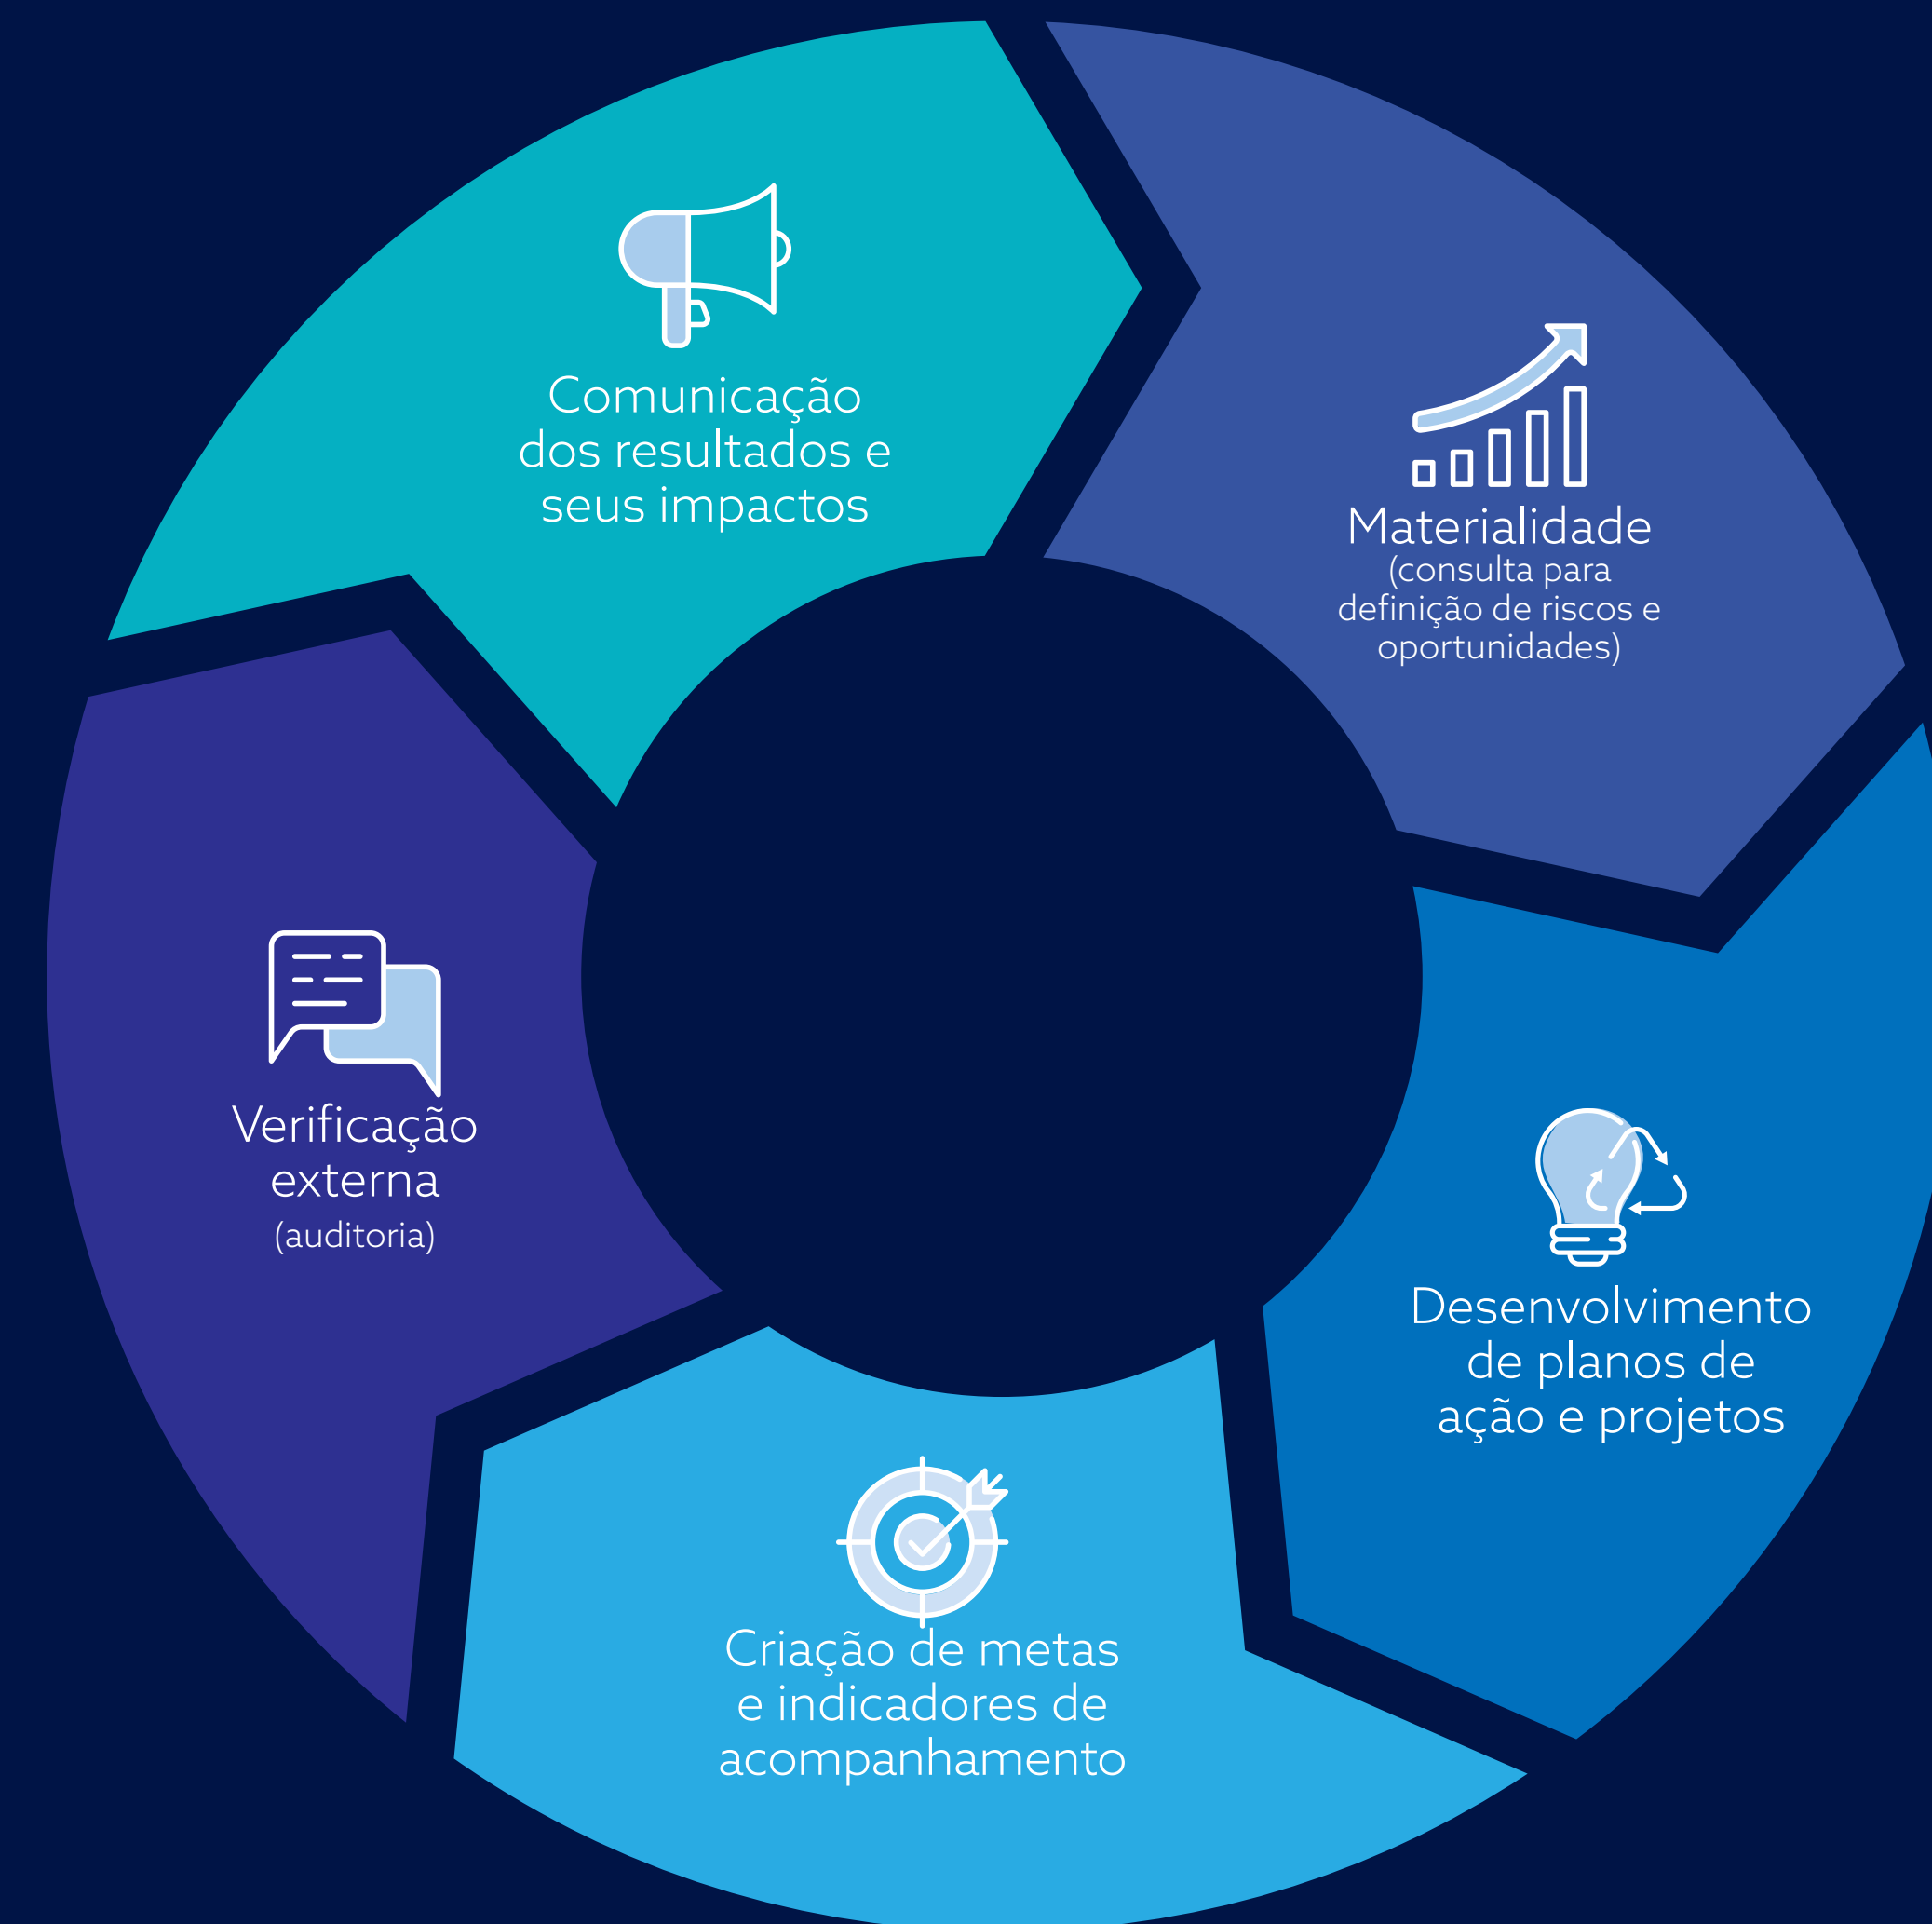 Comunicação
dos resultados e
seus impactos
Materialidade
(consulta para
definição de riscos e
oportunidades)
Desenvolvimento
de planos de
ação e projetos
Criação de metas
e indicadores de
acompanhamento
Verificação
externa
(auditoria)